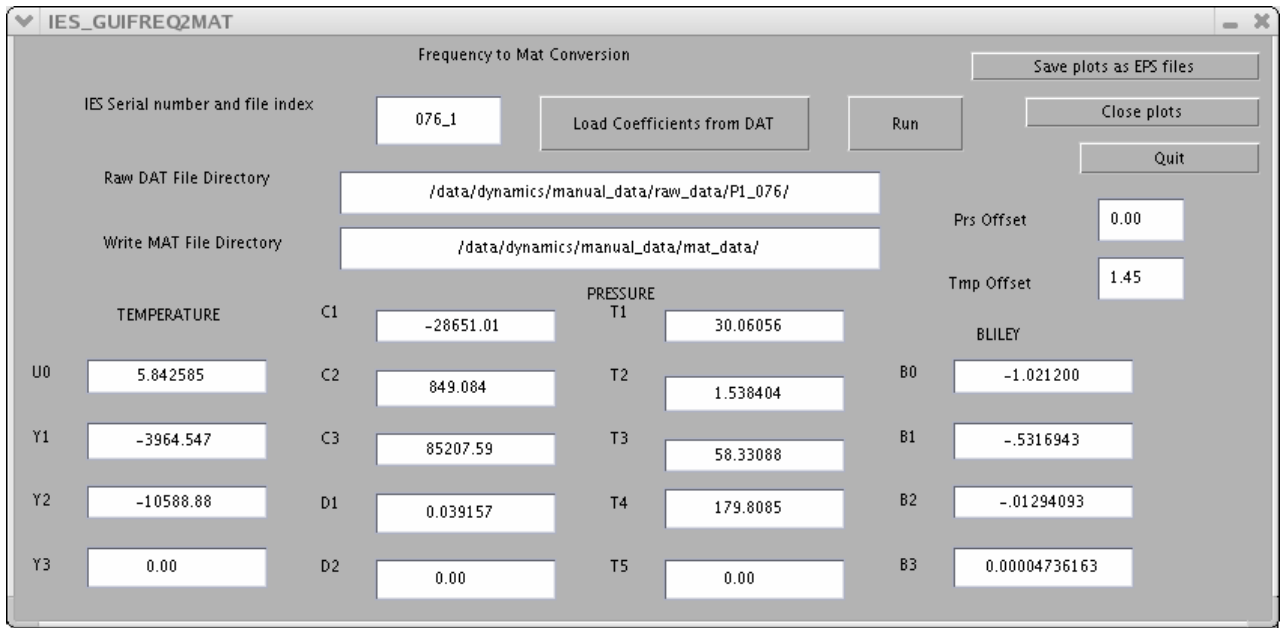 IES_GUIFREQ2MAT
Frequency to Mat Conversion
Save plots as EPS files
IES Serial number and file index 076_1 Load Coefficients from DAT Run Close plots
Quit
Raw DAT File Directory /data/dynamics/manual_data/raw_data/P1_076/
Prs Offset 0.00
Write MAT File Directory /data/dynamics/manual_data/mat_data/
Tmp Offset 1.45
PRESSURE
TEMPERATURE C1 -28651.01 T1 30.06056
BLILEY
U0 5.842585 C2 849.084 T2 1.538404 B0 -1.021200
Y1 -3964.547 C3 85207.59 T3 58.33088 B1 -.5316943
Y2 -10588.88 D1 0.039157 T4 179.8085 B2 -.01294093
Y3 0.00 D2 0.00 T5 0.00 B3 0.00004736163